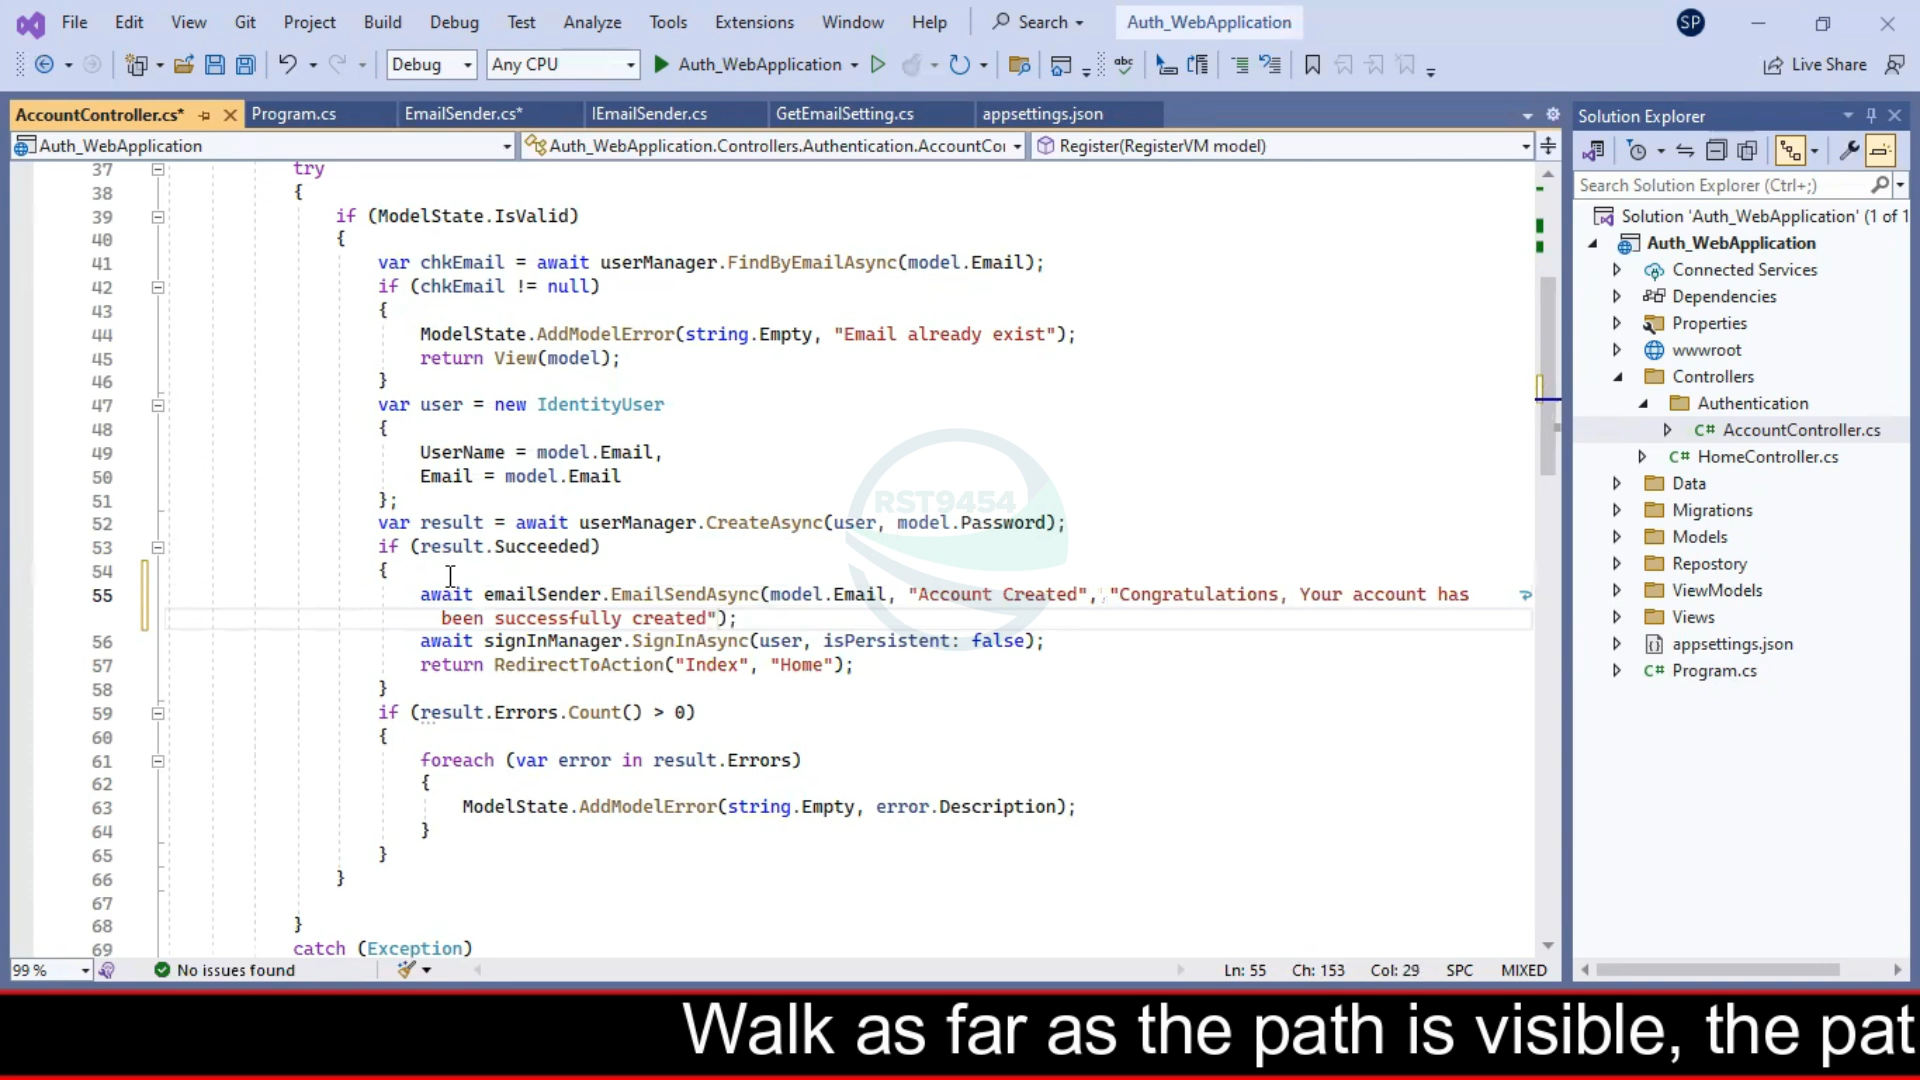 File Edit View Git Project Build Debug Test Analyze Tools Extensions Window Help Search Auth_WebApplication SP
Debug Any CPU Auth_WebApplication Live Share
AccountController.cs* Program.cs EmailSender.cs* IEmailSender.cs GetEmailSetting.cs appsettings.json
Auth_WebApplication Auth_WebApplication.Controllers.Authentication.AccountCo Register(RegisterVM model)
37 try
38 {
39 if (ModelState.IsValid)
40 {
41 var chkEmail = await userManager.FindByEmailAsync(model.Email);
42 if (chkEmail != null)
43 {
44 ModelState.AddModelError(string.Empty, "Email already exist");
45 return View(model);
46 }
47 var user = new IdentityUser
48 {
49 UserName = model.Email,
50 Email = model.Email
51 };
52 var result = await userManager.CreateAsync(user, model.Password);
53 if (result.Succeeded)
54 {
55 await emailSender.EmailSendAsync(model.Email, "Account Created", "Congratulations, Your account has
been successfully created");
56 await signInManager.SignInAsync(user, isPersistent: false);
57 return RedirectToAction("Index", "Home");
58 }
59 if (result.Errors.Count() > 0)
60 {
61 foreach (var error in result.Errors)
62 {
63 ModelState.AddModelError(string.Empty, error.Description);
64 }
65 }
66 }
67
68 }
69 catch (Exception)
99 % No issues found Ln: 55 Ch: 153 Col: 29 SPC MIXED
RST9454
Solution Explorer
Search Solution Explorer (Ctrl+;)
Solution 'Auth_WebApplication' (1 of 1
Auth_WebApplication
Connected Services
Dependencies
Properties
wwwroot
Controllers
Authentication
C# AccountController.cs
C# HomeController.cs
Data
Migrations
Models
Repostory
ViewModels
Views
appsettings.json
C# Program.cs
Walk as far as the path is visible, the pat